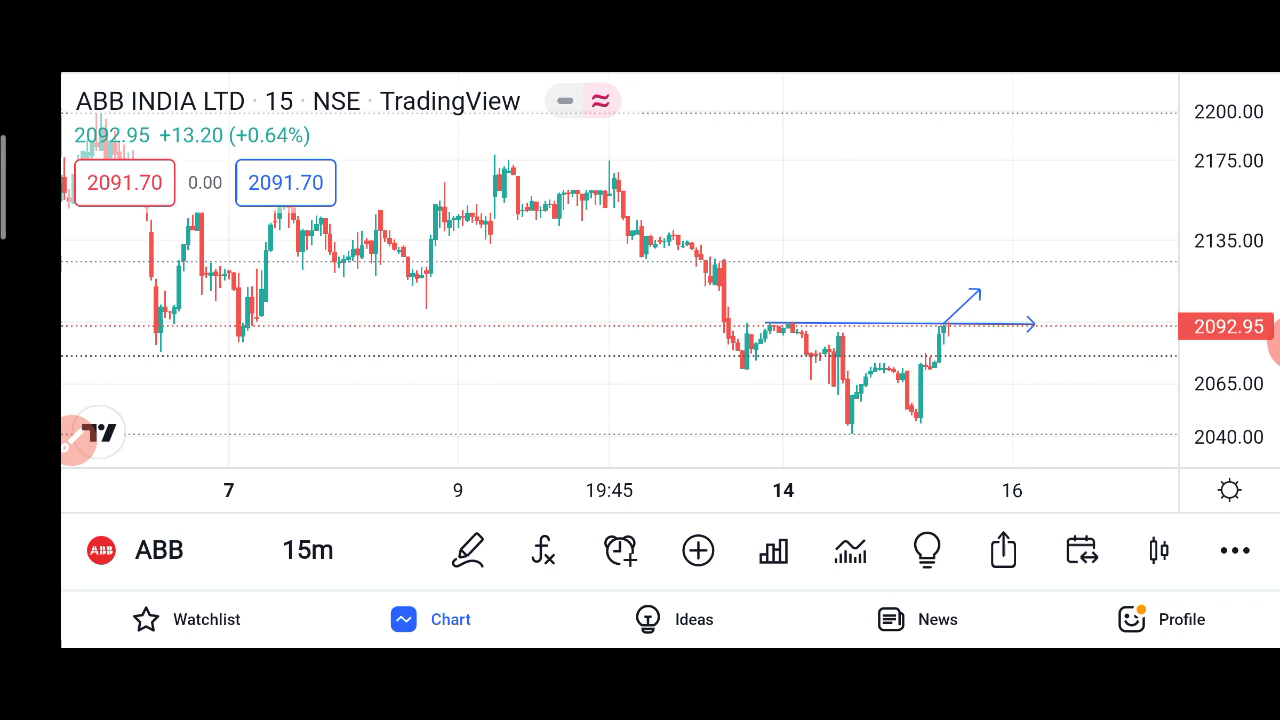 ABB INDIA LTD · 15 · NSE · TradingView
2092.95 +13.20 (+0.64%)
2091.70 0.00 2091.70
2200.00
2175.00
2135.00
2092.95
2065.00
2040.00
7 9 19:45 14 16
ABB ABB 15m
Watchlist Chart Ideas News Profile